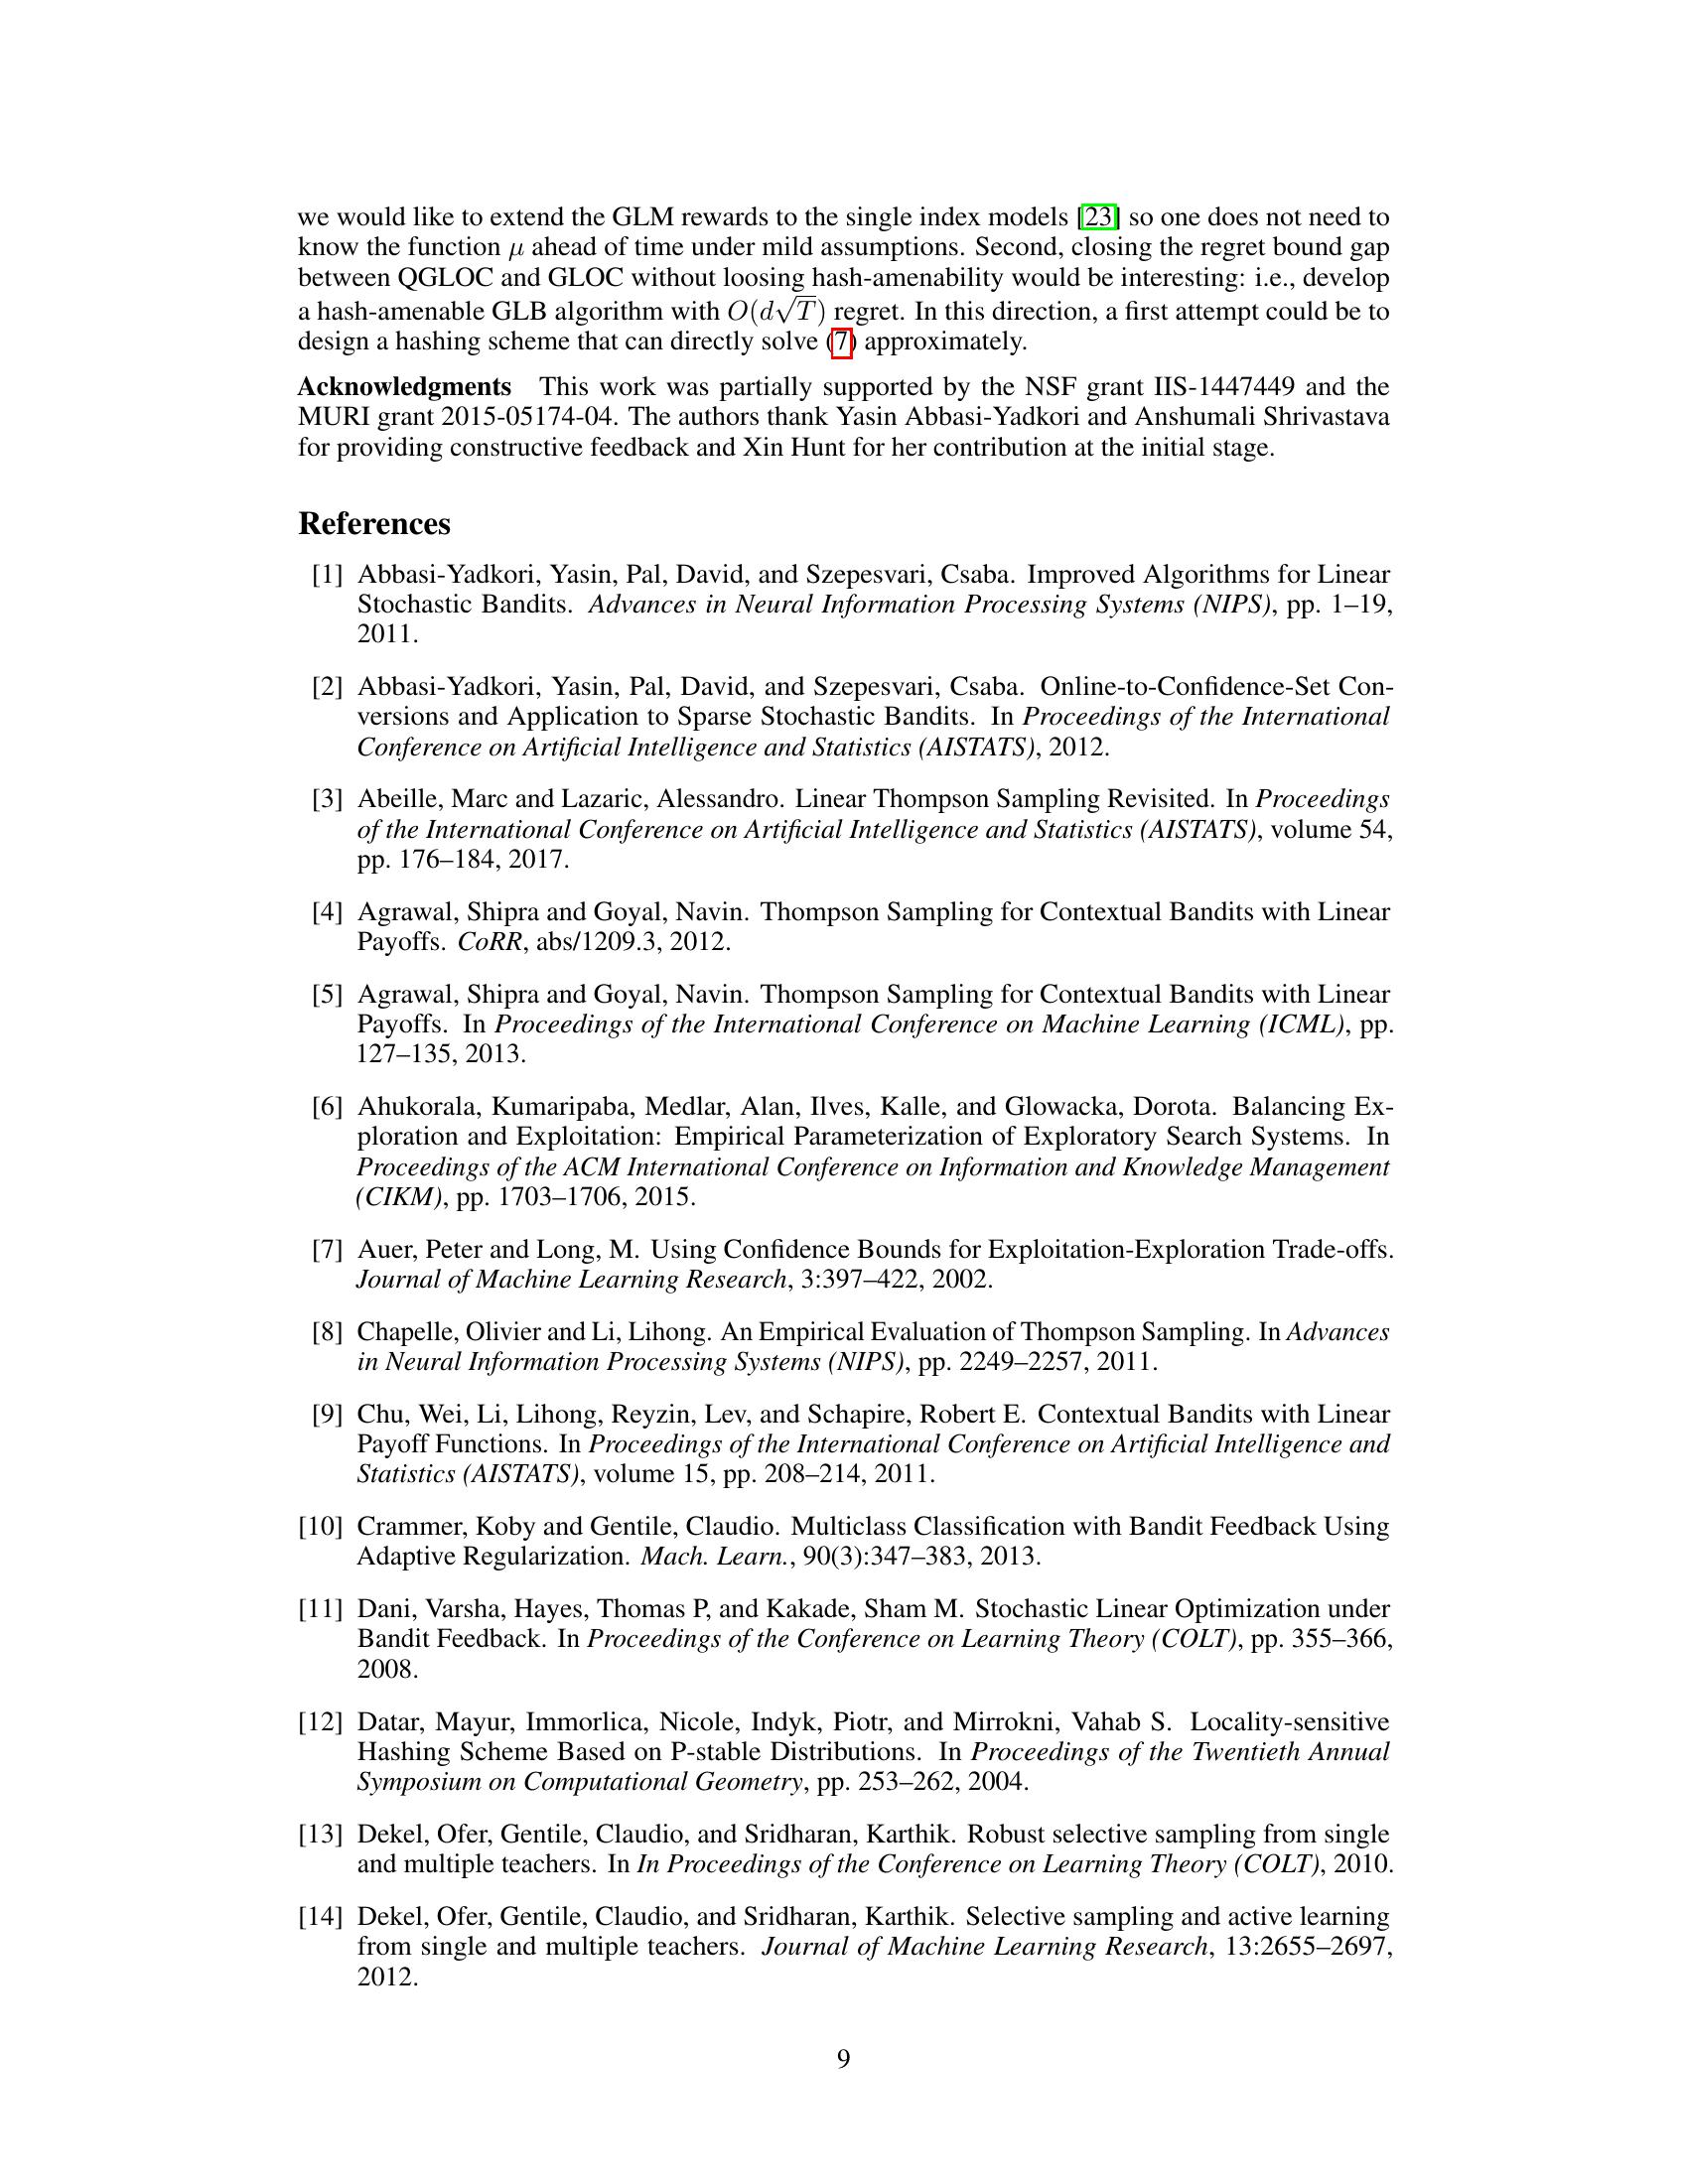 we would like to extend the GLM rewards to the single index models [23] so one does not need to
know the function μ ahead of time under mild assumptions. Second, closing the regret bound gap
between QGLOC and GLOC without loosing hash-amenability would be interesting: i.e., develop
a hash-amenable GLB algorithm with O(d√T) regret. In this direction, a first attempt could be to
design a hashing scheme that can directly solve (7) approximately.
Acknowledgments This work was partially supported by the NSF grant IIS-1447449 and the
MURI grant 2015-05174-04. The authors thank Yasin Abbasi-Yadkori and Anshumali Shrivastava
for providing constructive feedback and Xin Hunt for her contribution at the initial stage.
References
[1] Abbasi-Yadkori, Yasin, Pal, David, and Szepesvari, Csaba. Improved Algorithms for Linear
Stochastic Bandits. Advances in Neural Information Processing Systems (NIPS), pp. 1–19,
2011.
[2] Abbasi-Yadkori, Yasin, Pal, David, and Szepesvari, Csaba. Online-to-Confidence-Set Con-
versions and Application to Sparse Stochastic Bandits. In Proceedings of the International
Conference on Artificial Intelligence and Statistics (AISTATS), 2012.
[3] Abeille, Marc and Lazaric, Alessandro. Linear Thompson Sampling Revisited. In Proceedings
of the International Conference on Artificial Intelligence and Statistics (AISTATS), volume 54,
pp. 176–184, 2017.
[4] Agrawal, Shipra and Goyal, Navin. Thompson Sampling for Contextual Bandits with Linear
Payoffs. CoRR, abs/1209.3, 2012.
[5] Agrawal, Shipra and Goyal, Navin. Thompson Sampling for Contextual Bandits with Linear
Payoffs. In Proceedings of the International Conference on Machine Learning (ICML), pp.
127–135, 2013.
[6] Ahukorala, Kumaripaba, Medlar, Alan, Ilves, Kalle, and Glowacka, Dorota. Balancing Ex-
ploration and Exploitation: Empirical Parameterization of Exploratory Search Systems. In
Proceedings of the ACM International Conference on Information and Knowledge Management
(CIKM), pp. 1703–1706, 2015.
[7] Auer, Peter and Long, M. Using Confidence Bounds for Exploitation-Exploration Trade-offs.
Journal of Machine Learning Research, 3:397–422, 2002.
[8] Chapelle, Olivier and Li, Lihong. An Empirical Evaluation of Thompson Sampling. In Advances
in Neural Information Processing Systems (NIPS), pp. 2249–2257, 2011.
[9] Chu, Wei, Li, Lihong, Reyzin, Lev, and Schapire, Robert E. Contextual Bandits with Linear
Payoff Functions. In Proceedings of the International Conference on Artificial Intelligence and
Statistics (AISTATS), volume 15, pp. 208–214, 2011.
[10] Crammer, Koby and Gentile, Claudio. Multiclass Classification with Bandit Feedback Using
Adaptive Regularization. Mach. Learn., 90(3):347–383, 2013.
[11] Dani, Varsha, Hayes, Thomas P, and Kakade, Sham M. Stochastic Linear Optimization under
Bandit Feedback. In Proceedings of the Conference on Learning Theory (COLT), pp. 355–366,
2008.
[12] Datar, Mayur, Immorlica, Nicole, Indyk, Piotr, and Mirrokni, Vahab S. Locality-sensitive
Hashing Scheme Based on P-stable Distributions. In Proceedings of the Twentieth Annual
Symposium on Computational Geometry, pp. 253–262, 2004.
[13] Dekel, Ofer, Gentile, Claudio, and Sridharan, Karthik. Robust selective sampling from single
and multiple teachers. In In Proceedings of the Conference on Learning Theory (COLT), 2010.
[14] Dekel, Ofer, Gentile, Claudio, and Sridharan, Karthik. Selective sampling and active learning
from single and multiple teachers. Journal of Machine Learning Research, 13:2655–2697,
2012.
9